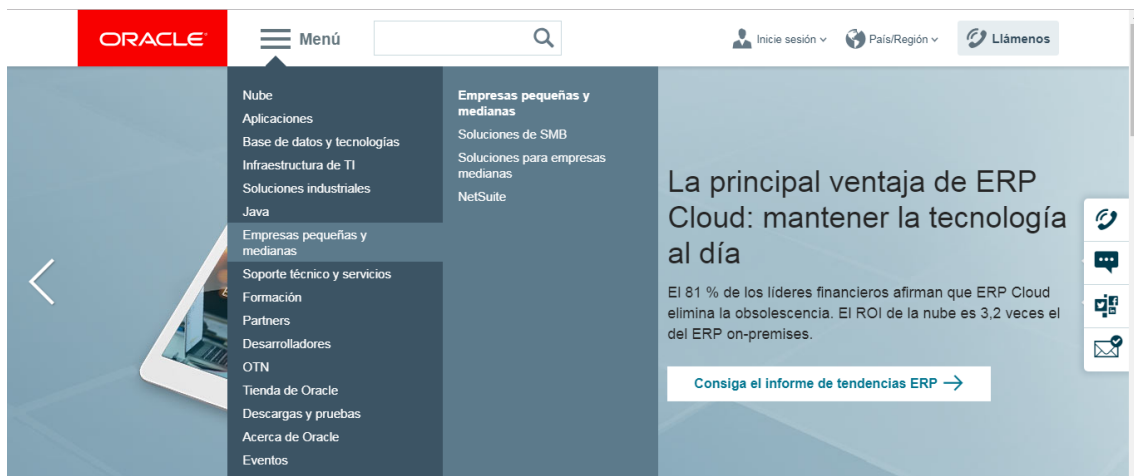 ORACLE
Menú
Inicie sesión
País/Región
Llámenos
Nube
Aplicaciones
Base de datos y tecnologías
Infraestructura de TI
Soluciones industriales
Java
Empresas pequeñas y
medianas
Soporte técnico y servicios
Formación
Partners
Desarrolladores
OTN
Tienda de Oracle
Descargas y pruebas
Acerca de Oracle
Eventos
Empresas pequeñas y
medianas
Soluciones de SMB
Soluciones para empresas
medianas
NetSuite
La principal ventaja de ERP
Cloud: mantener la tecnología
al día
El 81 % de los líderes financieros afirman que ERP Cloud
elimina la obsolescencia. El ROI de la nube es 3,2 veces el
del ERP on-premises.
Consiga el informe de tendencias ERP